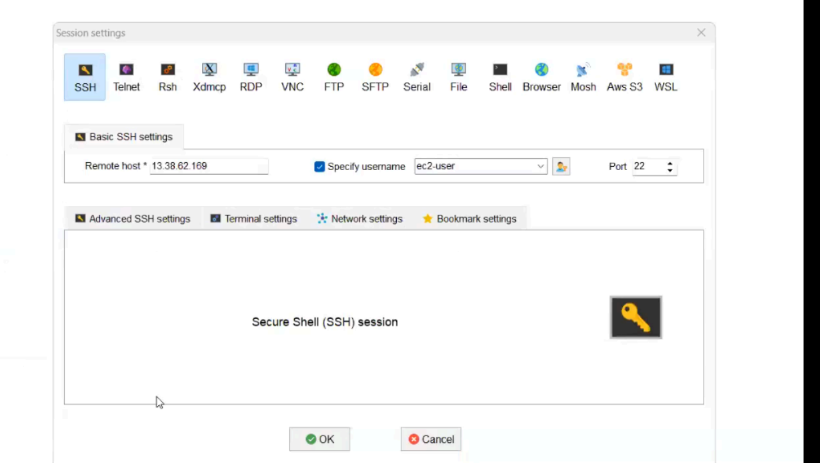 Session settings
SSH Telnet Rsh Xdmcp RDP VNC FTP SFTP Serial File Shell Browser Mosh Aws S3 WSL
Basic SSH settings
Remote host * 13.38.62.169 Specify username ec2-user Port 22
Advanced SSH settings Terminal settings Network settings Bookmark settings
Secure Shell (SSH) session
OK Cancel